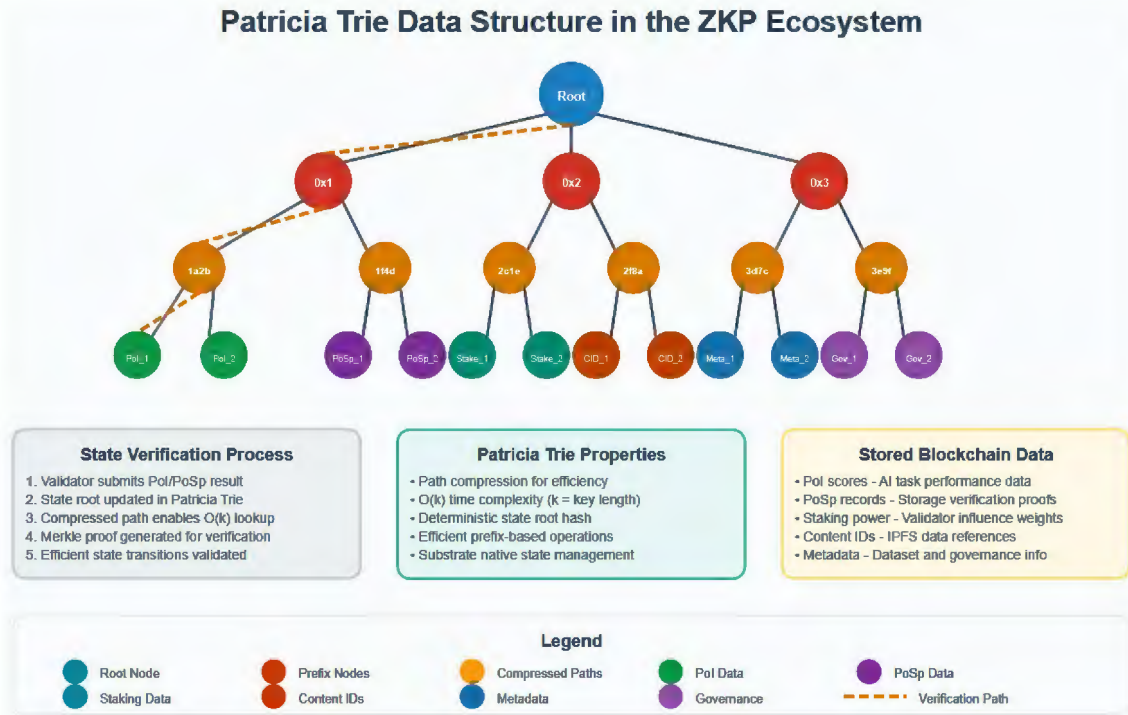 Patricia Trie Data Structure in the ZKP Ecosystem
Root
0x1
0x2
0x3
1a2b
1f4d
2c1e
2f8a
3d7c
3e9f
PoI_1
PoI_2
PoSp_1
PoSp_2
Stake_1
Stake_2
CID_1
CID_2
Meta_1
Meta_2
Gov_1
Gov_2
State Verification Process
1. Validator submits PoI/PoSp result
2. State root updated in Patricia Trie
3. Compressed path enables O(k) lookup
4. Merkle proof generated for verification
5. Efficient state transitions validated
Patricia Trie Properties
• Path compression for efficiency
• O(k) time complexity (k = key length)
• Deterministic state root hash
• Efficient prefix-based operations
• Substrate native state management
Stored Blockchain Data
• PoI scores - AI task performance data
• PoSp records - Storage verification proofs
• Staking power - Validator influence weights
• Content IDs - IPFS data references
• Metadata - Dataset and governance info
Legend
Root Node
Prefix Nodes
Compressed Paths
PoI Data
PoSp Data
Staking Data
Content IDs
Metadata
Governance
Verification Path